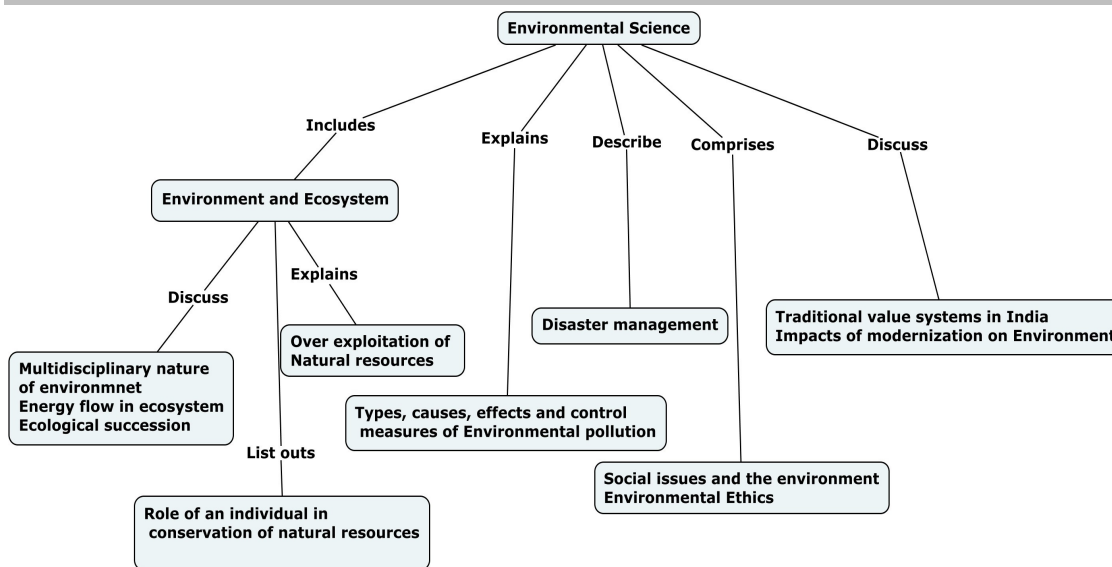 Environmental Science
Includes
Explains
Describe
Comprises
Discuss
Environment and Ecosystem
Explains
Discuss
Over exploitation of
Natural resources
Disaster management
Traditional value systems in India
Impacts of modernization on Environment
Multidisciplinary nature
of environmnet
Energy flow in ecosystem
Ecological succession
Types, causes, effects and control
measures of Environmental pollution
List outs
Social issues and the environment
Environmental Ethics
Role of an individual in
conservation of natural resources